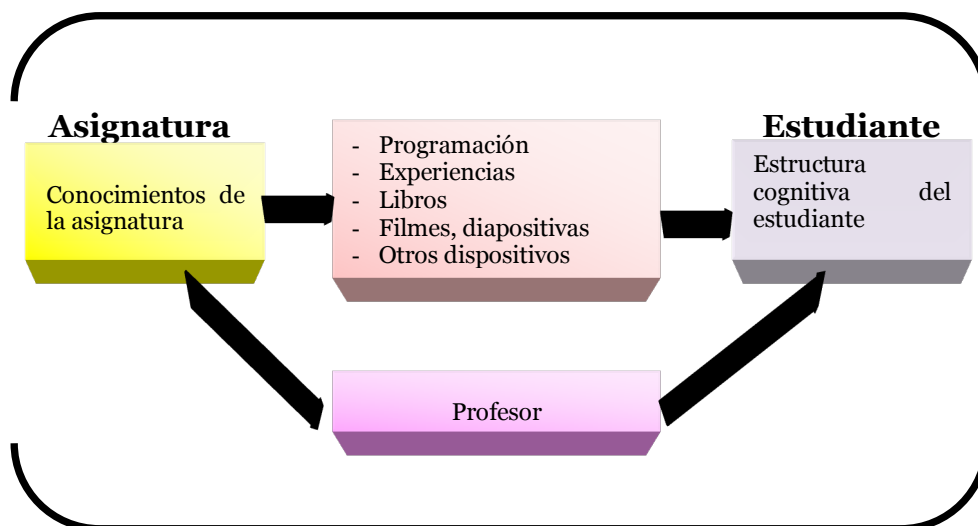 Asignatura
Conocimientos de
la asignatura
- Programación
- Experiencias
- Libros
- Filmes, diapositivas
- Otros dispositivos
Estudiante
Estructura
cognitiva del
estudiante
Profesor